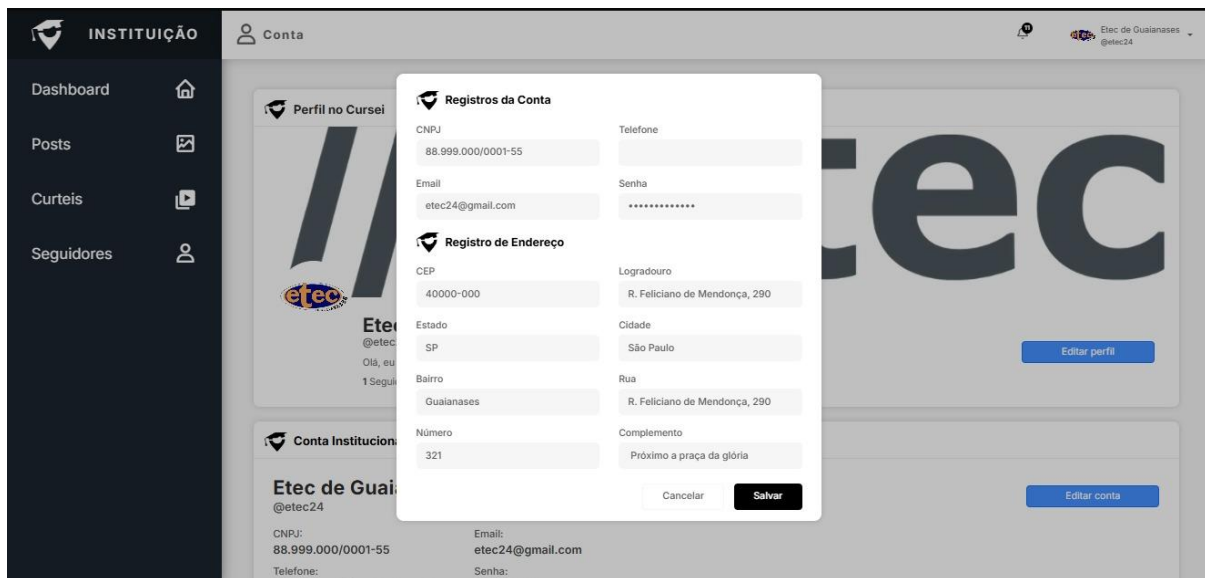 INSTITUIÇÃO
Conta
Etec de Guaianases
@etec24
Dashboard
Posts
Curteis
Seguidores
Perfil no Cursei
tec
etec
Etec
@etec
Olá, eu
1 Segui
Editar perfil
Registros da Conta
CNPJ
Telefone
88.999.000/0001-55
Email
Senha
etec24@gmail.com
•••••••••••••
Registro de Endereço
CEP
Logradouro
40000-000
R. Feliciano de Mendonça, 290
Estado
Cidade
SP
São Paulo
Bairro
Rua
Guaianases
R. Feliciano de Mendonça, 290
Número
Complemento
321
Próximo a praça da glória
Cancelar
Salvar
Conta Instituciona
Etec de Guaia
@etec24
Editar conta
CNPJ:
Email:
88.999.000/0001-55
etec24@gmail.com
Telefone:
Senha: